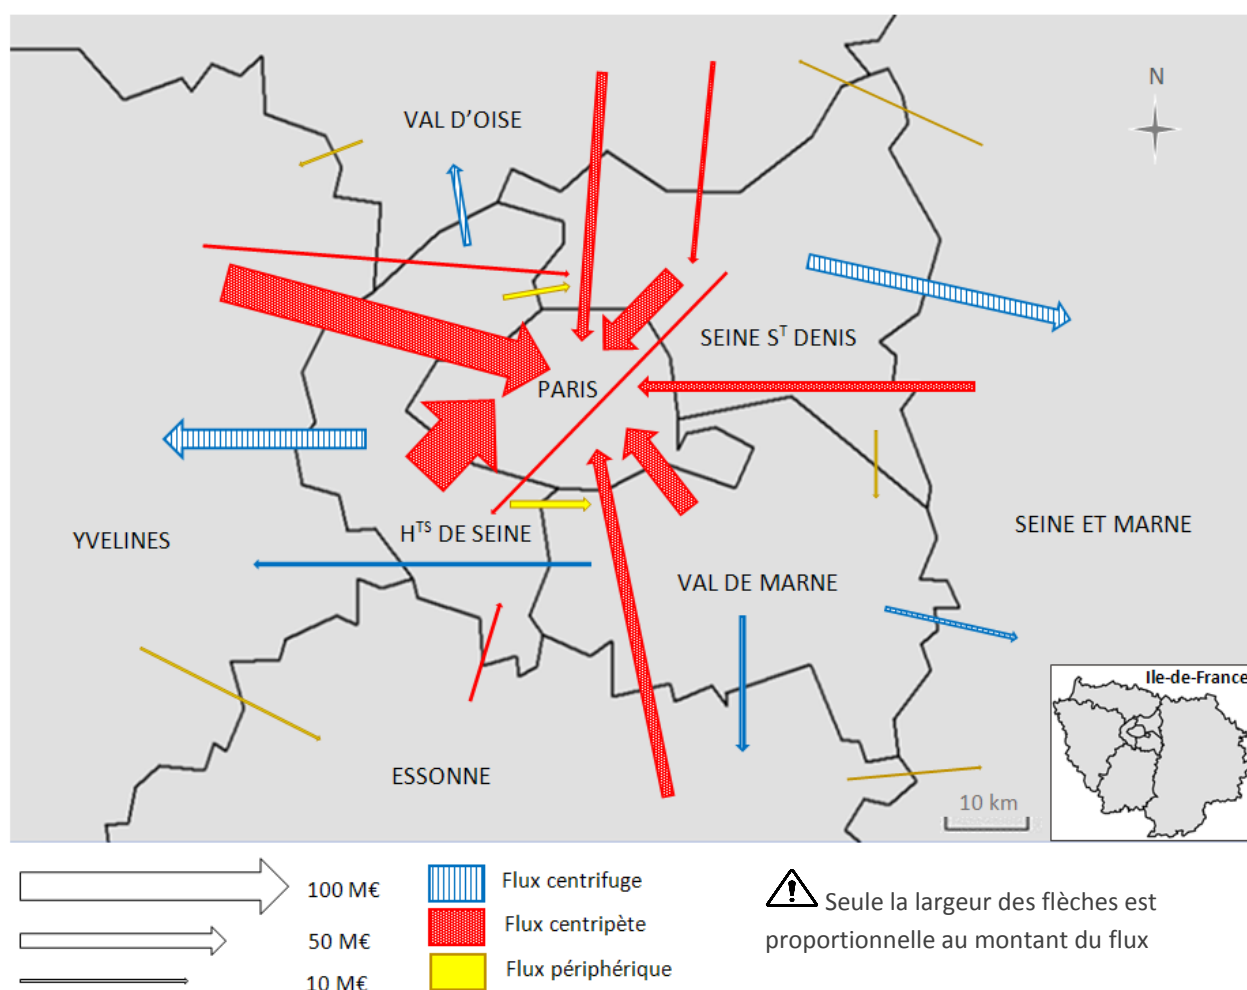 N
VAL D’OISE
SEINE Sᵀ DENIS
PARIS
Hᵀˢ DE SEINE
YVELINES
SEINE ET MARNE
VAL DE MARNE
ESSONNE
Ile-de-France
10 km
100 M€
50 M€
10 M€
Flux centrifuge
Flux centripète
Flux périphérique
Seule la largeur des flèches est
proportionnelle au montant du flux